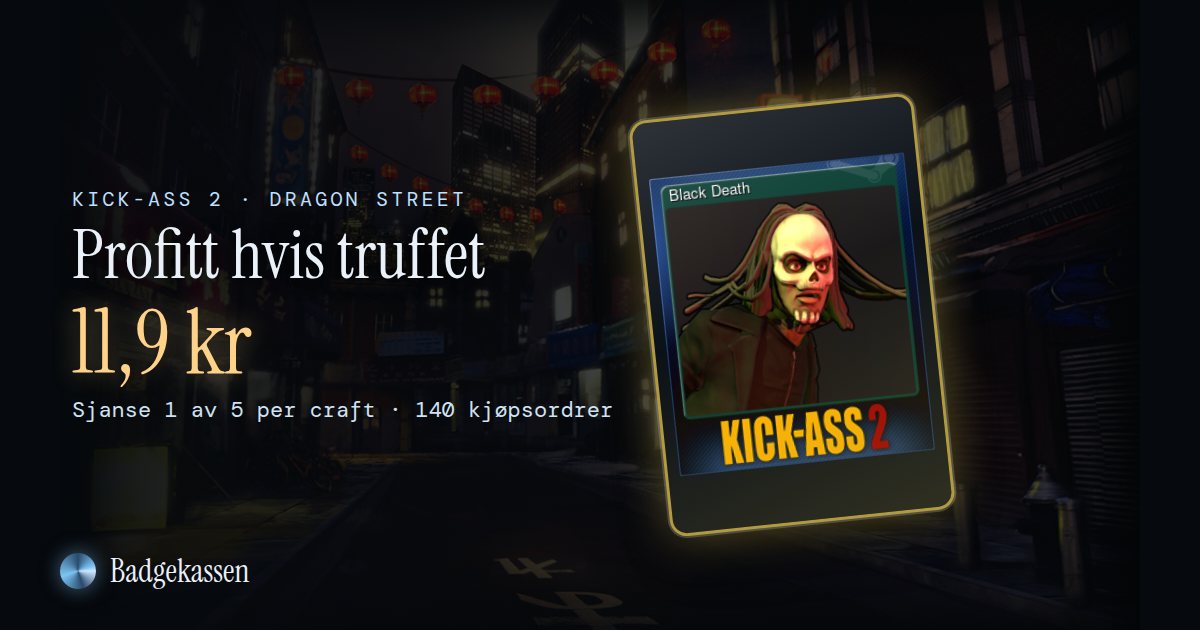 KICK-ASS 2 · DRAGON STREET
Profitt hvis truffet
11,9 kr
Sjanse 1 av 5 per craft · 140 kjøpsordrer
Badgekassen
Black Death
KICK-ASS 2